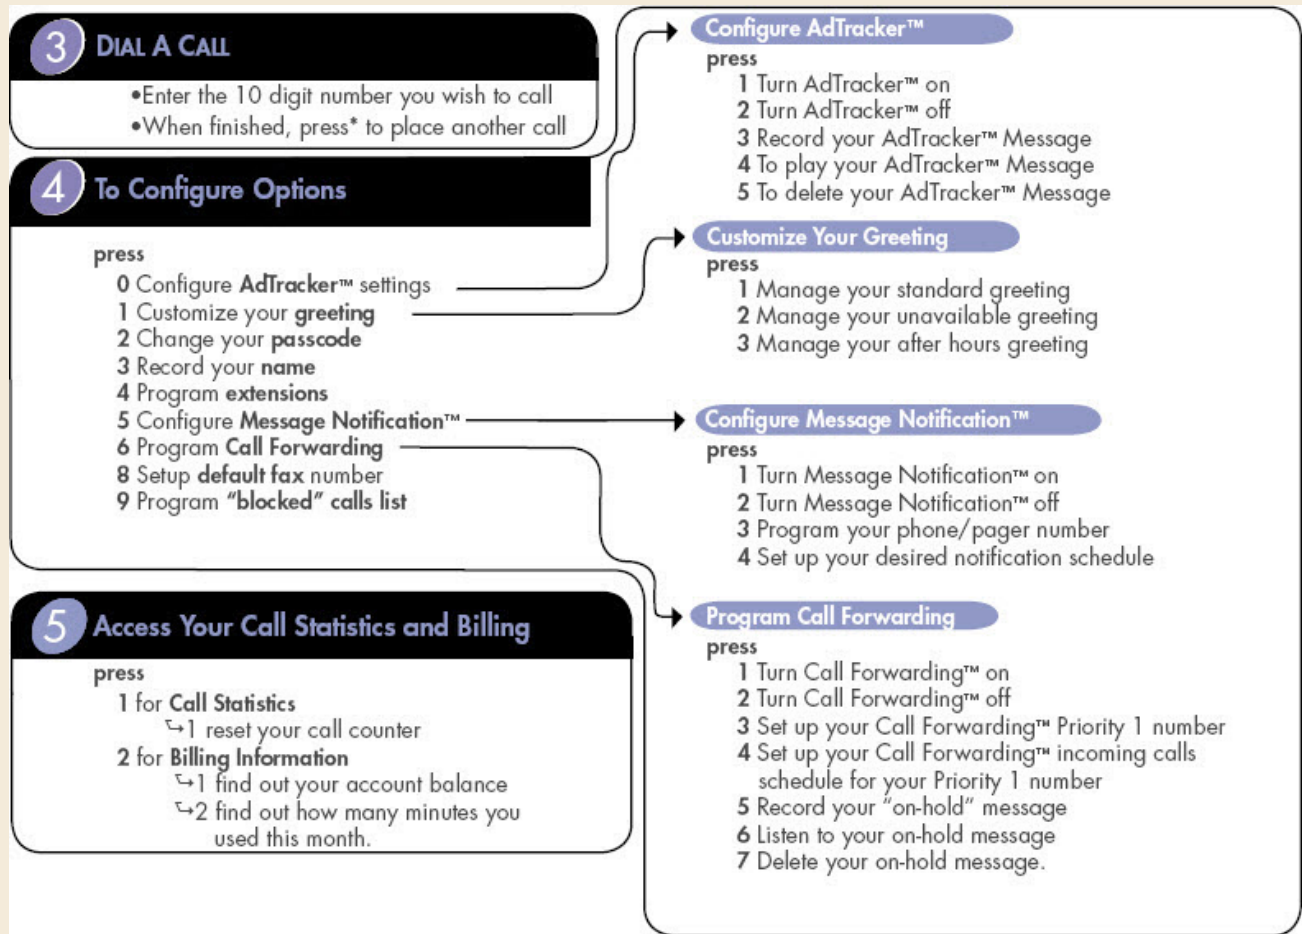 3 DIAL A CALL
•Enter the 10 digit number you wish to call
•When finished, press* to place another call
4 To Configure Options
press
0 Configure AdTracker™ settings
1 Customize your greeting
2 Change your passcode
3 Record your name
4 Program extensions
5 Configure Message Notification™
6 Program Call Forwarding
8 Setup default fax number
9 Program “blocked” calls list
5 Access Your Call Statistics and Billing
press
1 for Call Statistics
↪1 reset your call counter
2 for Billing Information
↪1 find out your account balance
↪2 find out how many minutes you
used this month.
Configure AdTracker™
press
1 Turn AdTracker™ on
2 Turn AdTracker™ off
3 Record your AdTracker™ Message
4 To play your AdTracker™ Message
5 To delete your AdTracker™ Message
Customize Your Greeting
press
1 Manage your standard greeting
2 Manage your unavailable greeting
3 Manage your after hours greeting
Configure Message Notification™
press
1 Turn Message Notification™ on
2 Turn Message Notification™ off
3 Program your phone/pager number
4 Set up your desired notification schedule
Program Call Forwarding
press
1 Turn Call Forwarding™ on
2 Turn Call Forwarding™ off
3 Set up your Call Forwarding™ Priority 1 number
4 Set up your Call Forwarding™ incoming calls
schedule for your Priority 1 number
5 Record your “on-hold” message
6 Listen to your on-hold message
7 Delete your on-hold message.